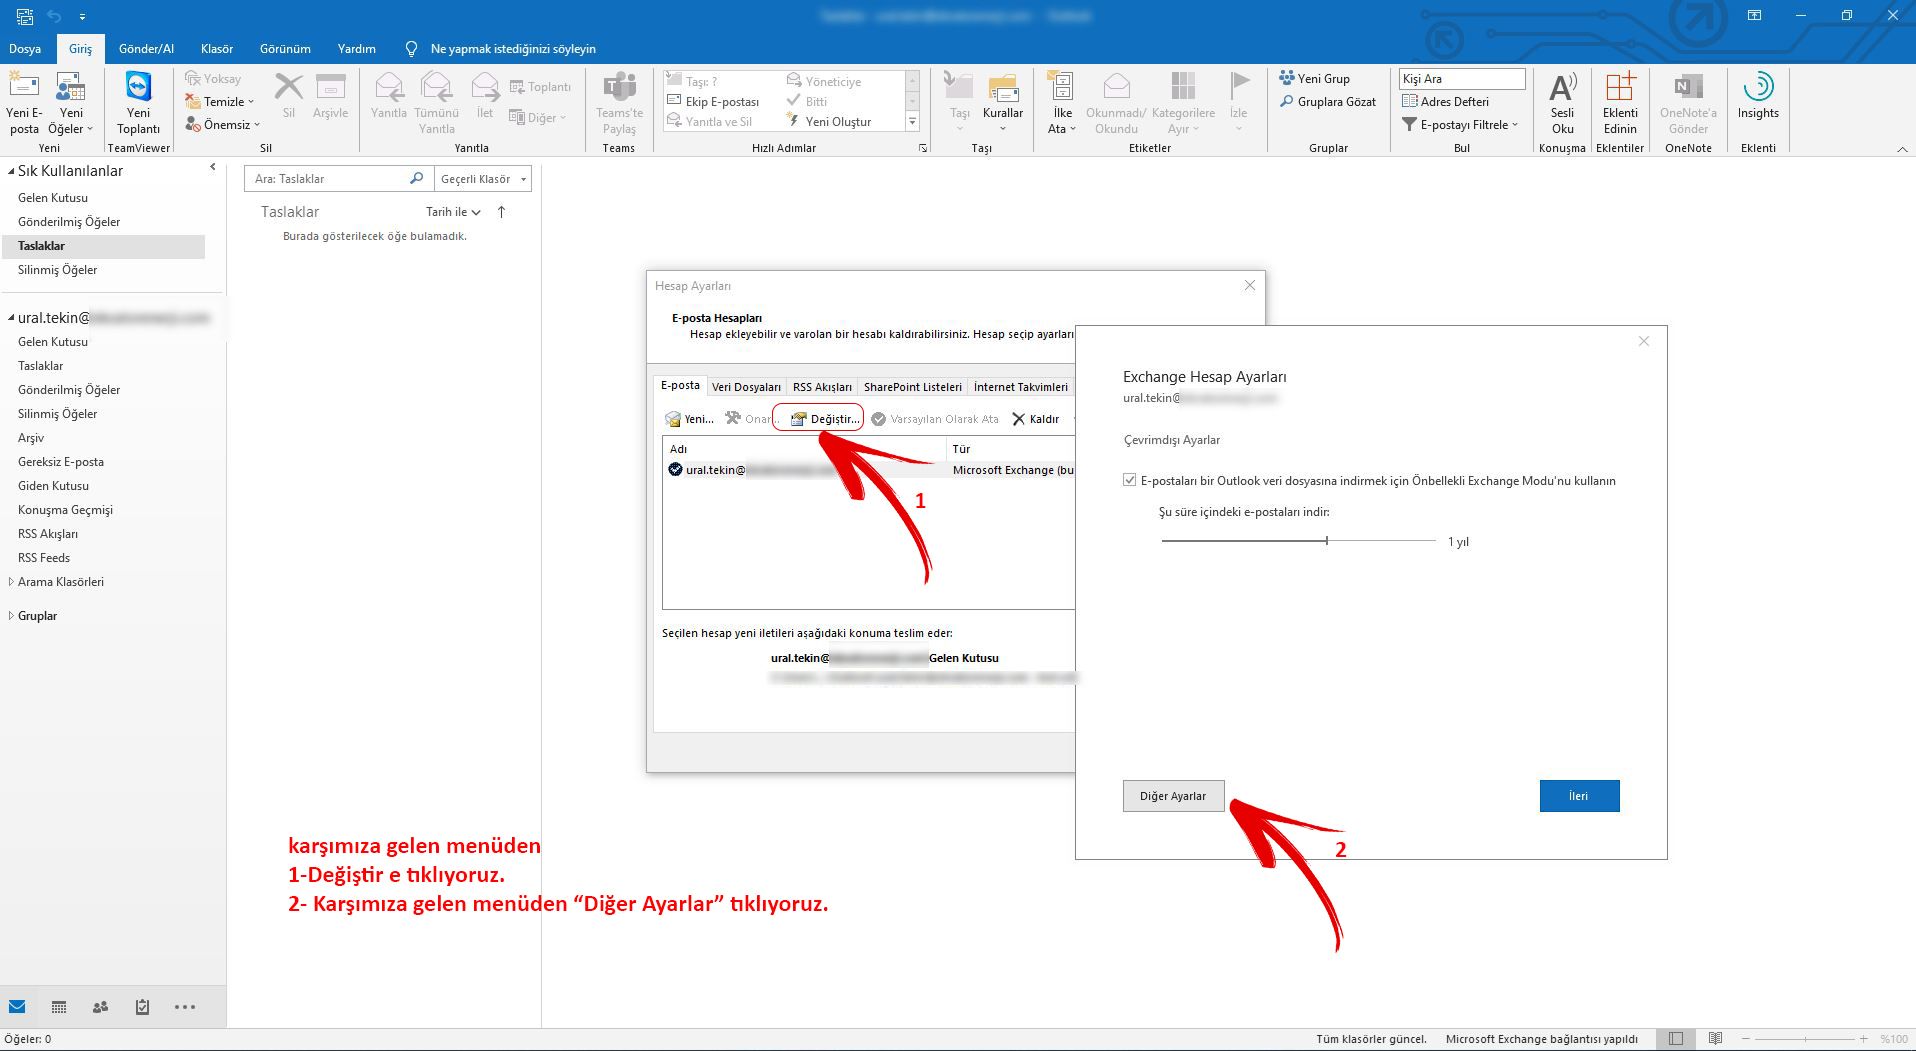 Dosya
Giriş
Gönder/Al
Klasör
Görünüm
Yardım
Ne yapmak istediğinizi söyleyin
Yeni E-posta
Yeni Öğeler
Yeni
Yeni Toplantı
TeamViewer
Yoksay
Temizle
Önemsiz
Sil
Arşivle
Sil
Yanıtla
Tümünü Yanıtla
İlet
Toplantı
Diğer
Yanıtla
Teams'te Paylaş
Teams
Taşı: ?
Ekip E-postası
Yanıtla ve Sil
Yöneticiye
Bitti
Yeni Oluştur
Hızlı Adımlar
Taşı
Kurallar
Taşı
İlke Ata
Okunmadı/ Okundu
Kategorilere Ayır
İzle
Etiketler
Yeni Grup
Gruplara Gözat
Gruplar
Kişi Ara
Adres Defteri
E-postayı Filtrele
Bul
Sesli Oku
Konuşma
Eklenti Edinin
Eklentiler
OneNote'a Gönder
OneNote
Insights
Eklenti
Sık Kullanılanlar
Gelen Kutusu
Gönderilmiş Öğeler
Taslaklar
Silinmiş Öğeler
ural.tekin@
Gelen Kutusu
Taslaklar
Gönderilmiş Öğeler
Silinmiş Öğeler
Arşiv
Gereksiz E-posta
Giden Kutusu
Konuşma Geçmişi
RSS Akışları
RSS Feeds
Arama Klasörleri
Gruplar
Ara: Taslaklar
Geçerli Klasör
Taslaklar
Tarih ile
Burada gösterilecek öğe bulamadık.
Hesap Ayarları
E-posta Hesapları
Hesap ekleyebilir ve varolan bir hesabı kaldırabilirsiniz. Hesap seçip ayarları
E-posta
Veri Dosyaları
RSS Akışları
SharePoint Listeleri
İnternet Takvimleri
Yeni...
Onar...
Değiştir...
Varsayılan Olarak Ata
Kaldır
Adı
Tür
ural.tekin@
Microsoft Exchange (bu
1
Seçilen hesap yeni iletileri aşağıdaki konuma teslim eder:
ural.tekin@
Gelen Kutusu
Exchange Hesap Ayarları
ural.tekin@
Çevrimdışı Ayarlar
E-postaları bir Outlook veri dosyasına indirmek için Önbellekli Exchange Modu'nu kullanın
Şu süre içindeki e-postaları indir:
1 yıl
Diğer Ayarlar
İleri
2
karşımıza gelen menüden
1-Değiştir e tıklıyoruz.
2- Karşımıza gelen menüden “Diğer Ayarlar” tıklıyoruz.
Öğeler: 0
Tüm klasörler güncel.
Microsoft Exchange bağlantısı yapıldı
%100